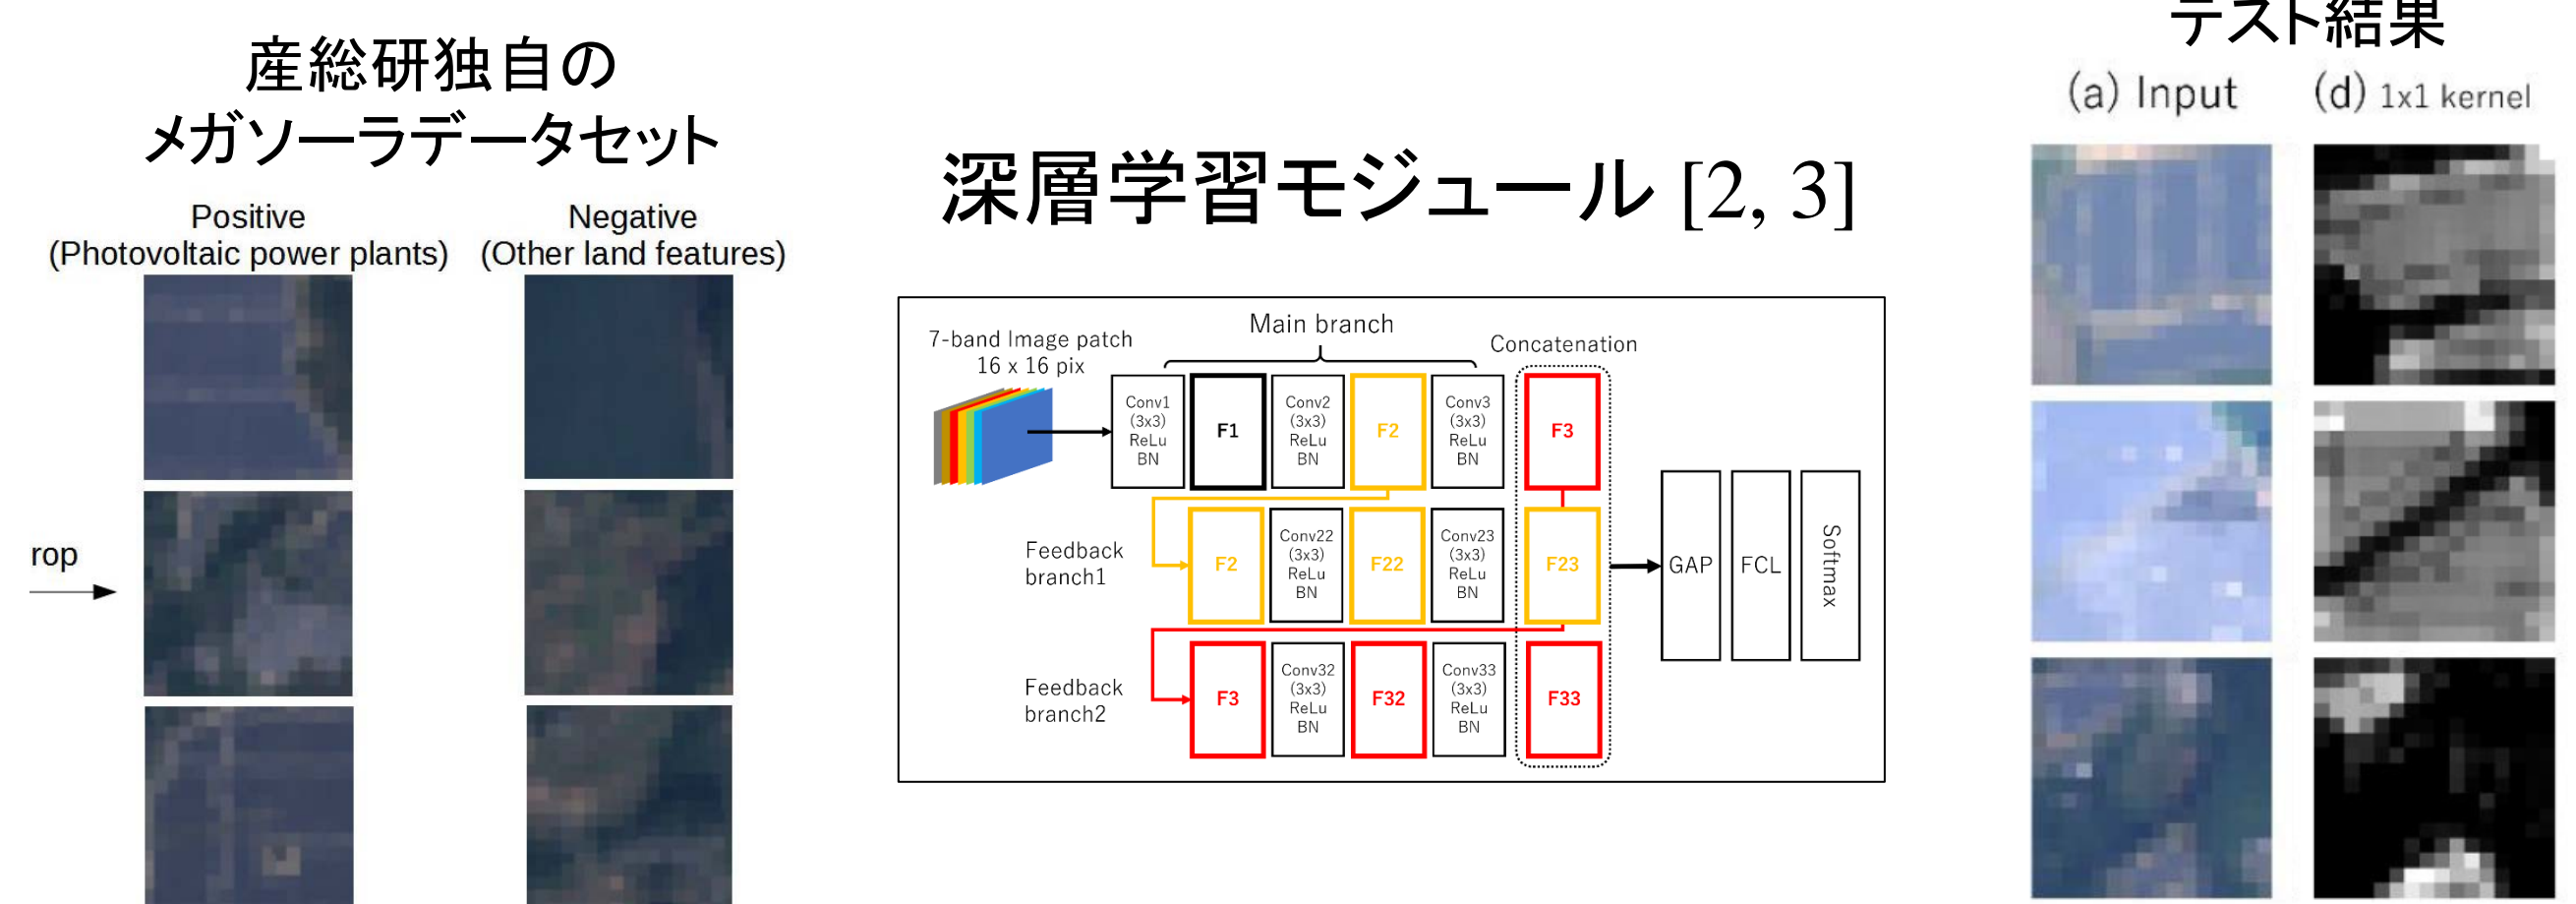 産総研独自の
メガソーラデータセット
Positive
(Photovoltaic power plants)
Negative
(Other land features)
rop
深層学習モジュール [2, 3]
7-band Image patch
16 x 16 pix
Main branch
Concatenation
Conv1
(3x3)
ReLu
BN
F1
Conv2
(3x3)
ReLu
BN
F2
Conv3
(3x3)
ReLu
BN
F3
Feedback
branch1
F2
Conv22
(3x3)
ReLu
BN
F22
Conv23
(3x3)
ReLu
BN
F23
Feedback
branch2
F3
Conv32
(3x3)
ReLu
BN
F32
Conv33
(3x3)
ReLu
BN
F33
GAP
FCL
Softmax
テスト結果
(a) Input
(d) 1x1 kernel